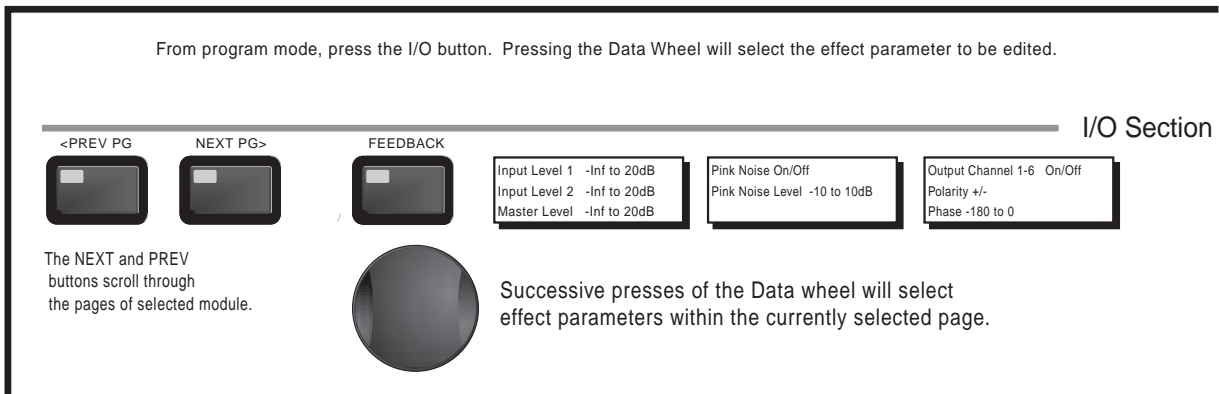 From program mode, press the I/O button. Pressing the Data Wheel will select the effect parameter to be edited.
I/O Section
<PREV PG
NEXT PG>
FEEDBACK
Input Level 1 -Inf to 20dB
Input Level 2 -Inf to 20dB
Master Level -Inf to 20dB
Pink Noise On/Off
Pink Noise Level -10 to 10dB
Output Channel 1-6 On/Off
Polarity +/-
Phase -180 to 0
/
The NEXT and PREV
buttons scroll through
the pages of selected module.
Successive presses of the Data wheel will select
effect parameters within the currently selected page.